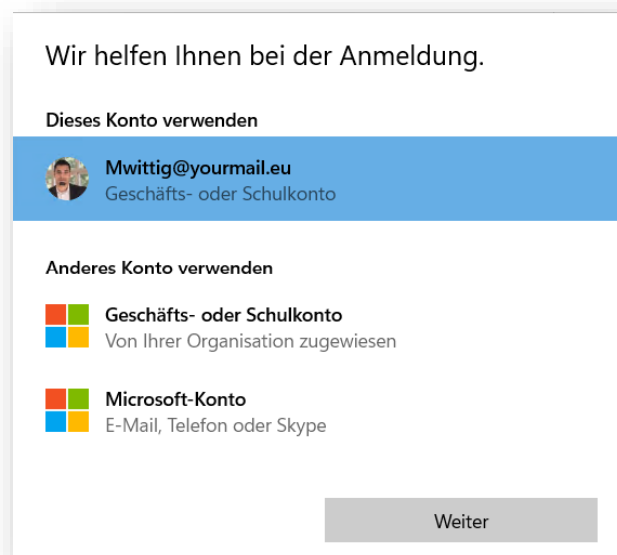 Wir helfen Ihnen bei der Anmeldung.
Dieses Konto verwenden
Mwittig@yourmail.eu
Geschäfts- oder Schulkonto
Anderes Konto verwenden
Geschäfts- oder Schulkonto
Von Ihrer Organisation zugewiesen
Microsoft-Konto
E-Mail, Telefon oder Skype
Weiter